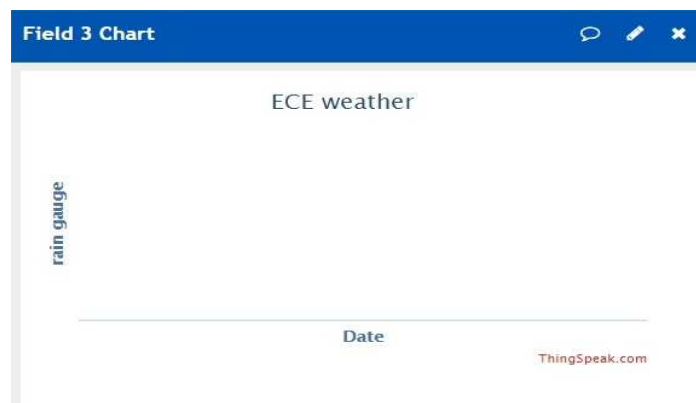 Field 3 Chart
ECE weather
rain gauge
Date
ThingSpeak.com